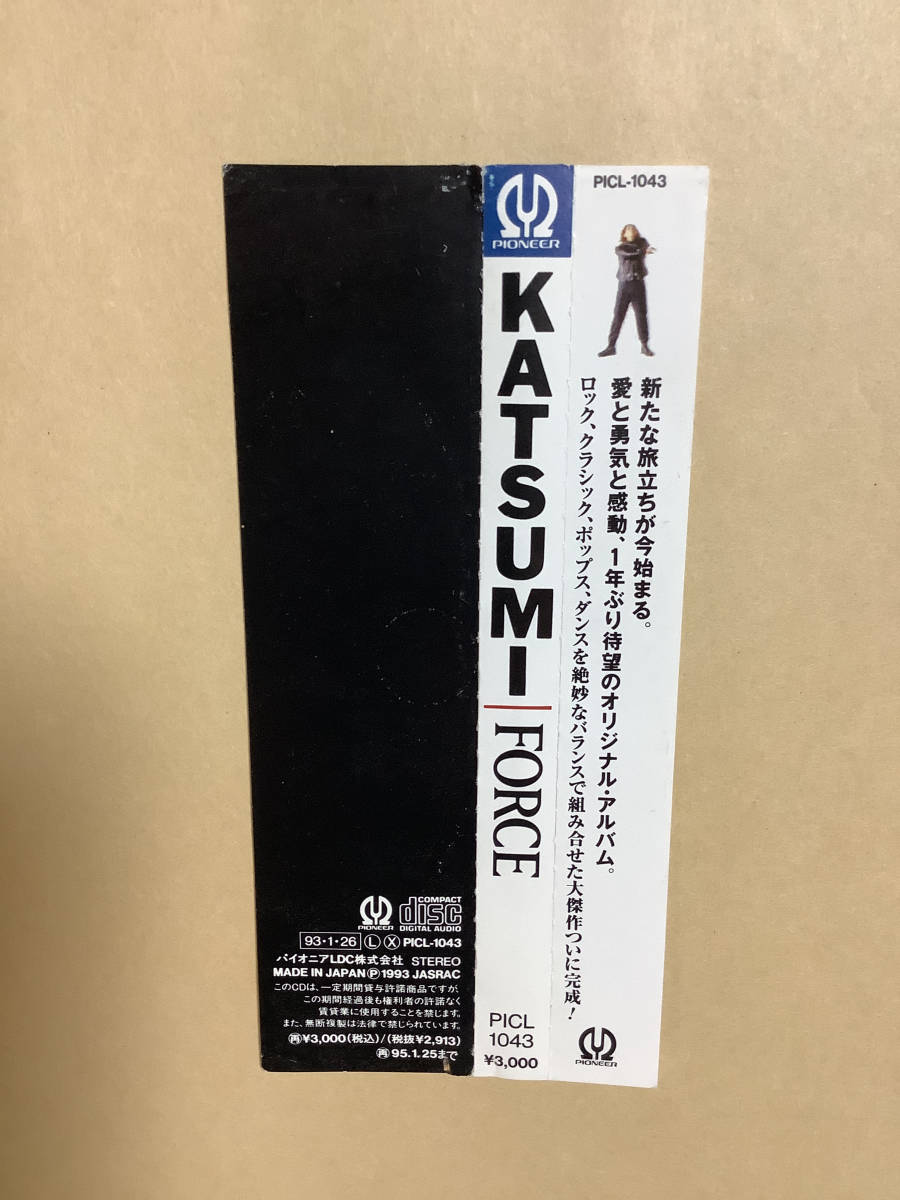 PIONEER
COMPACT
disc
DIGITAL AUDIO
93・1・26 Ⓛ Ⓧ PICL-1043
パイオニアLDC株式会社 STEREO
MADE IN JAPAN Ⓟ 1993 JASRAC
このCDは、一定期間貸与許諾商品ですが、
この期間経過後も権利者の許諾なく
賃貸業に使用することを禁じます。
また、無断複製は法律で禁じられています。
㊞¥3,000(税込)/(税抜¥2,913)
㊞95.1.25まで
PIONEER
KATSUMI
FORCE
PICL
1043
¥3,000
PICL-1043
新たな旅立ちが今始まる。
愛と勇気と感動、1年ぶり待望のオリジナル・アルバム。
ロック、クラシック、ポップス、ダンスを絶妙なバランスで組み合せた大傑作ついに完成!
PIONEER